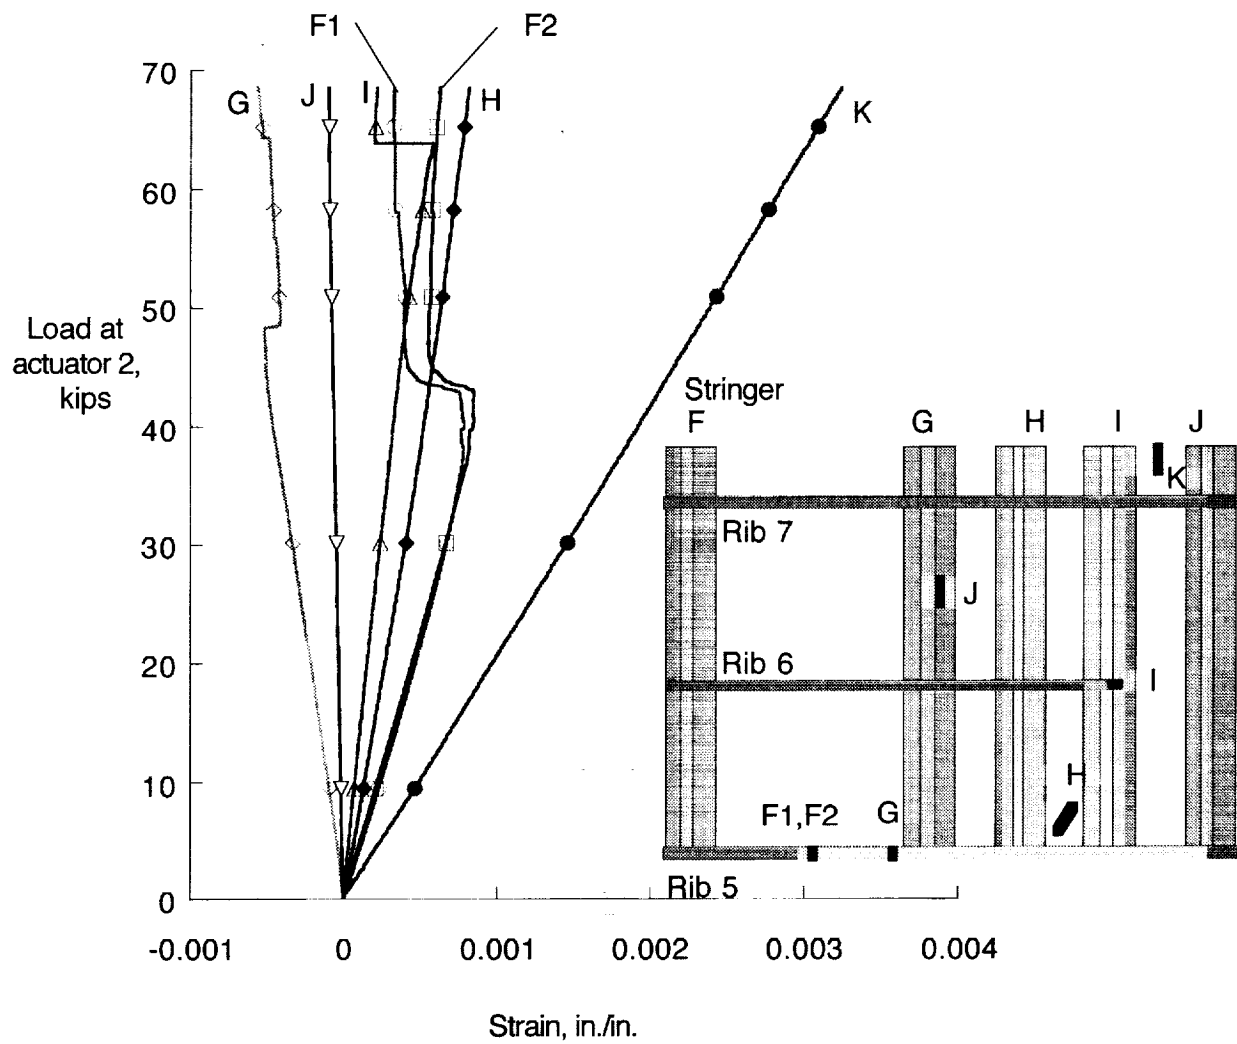 F1 F2
70
G J I H K
60
50
Load at
actuator 2,
kips
Stringer
40
F G H I J
K
Rib 7
30
J
20
Rib 6
I
10
H
F1,F2 G
0
Rib 5
-0.001 0 0.001 0.002 0.003 0.004
Strain, in./in.